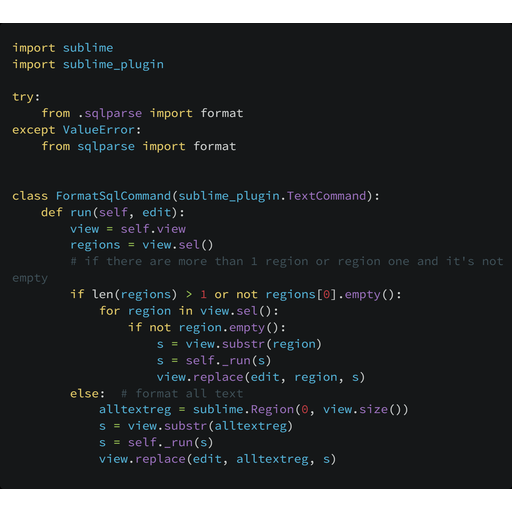 import sublime
import sublime_plugin

try:
    from .sqlparse import format
except ValueError:
    from sqlparse import format


class FormatSqlCommand(sublime_plugin.TextCommand):
    def run(self, edit):
        view = self.view
        regions = view.sel()
        # if there are more than 1 region or region one and it's not
empty
        if len(regions) > 1 or not regions[0].empty():
            for region in view.sel():
                if not region.empty():
                    s = view.substr(region)
                    s = self._run(s)
                    view.replace(edit, region, s)
        else:  # format all text
            alltextreg = sublime.Region(0, view.size())
            s = view.substr(alltextreg)
            s = self._run(s)
            view.replace(edit, alltextreg, s)